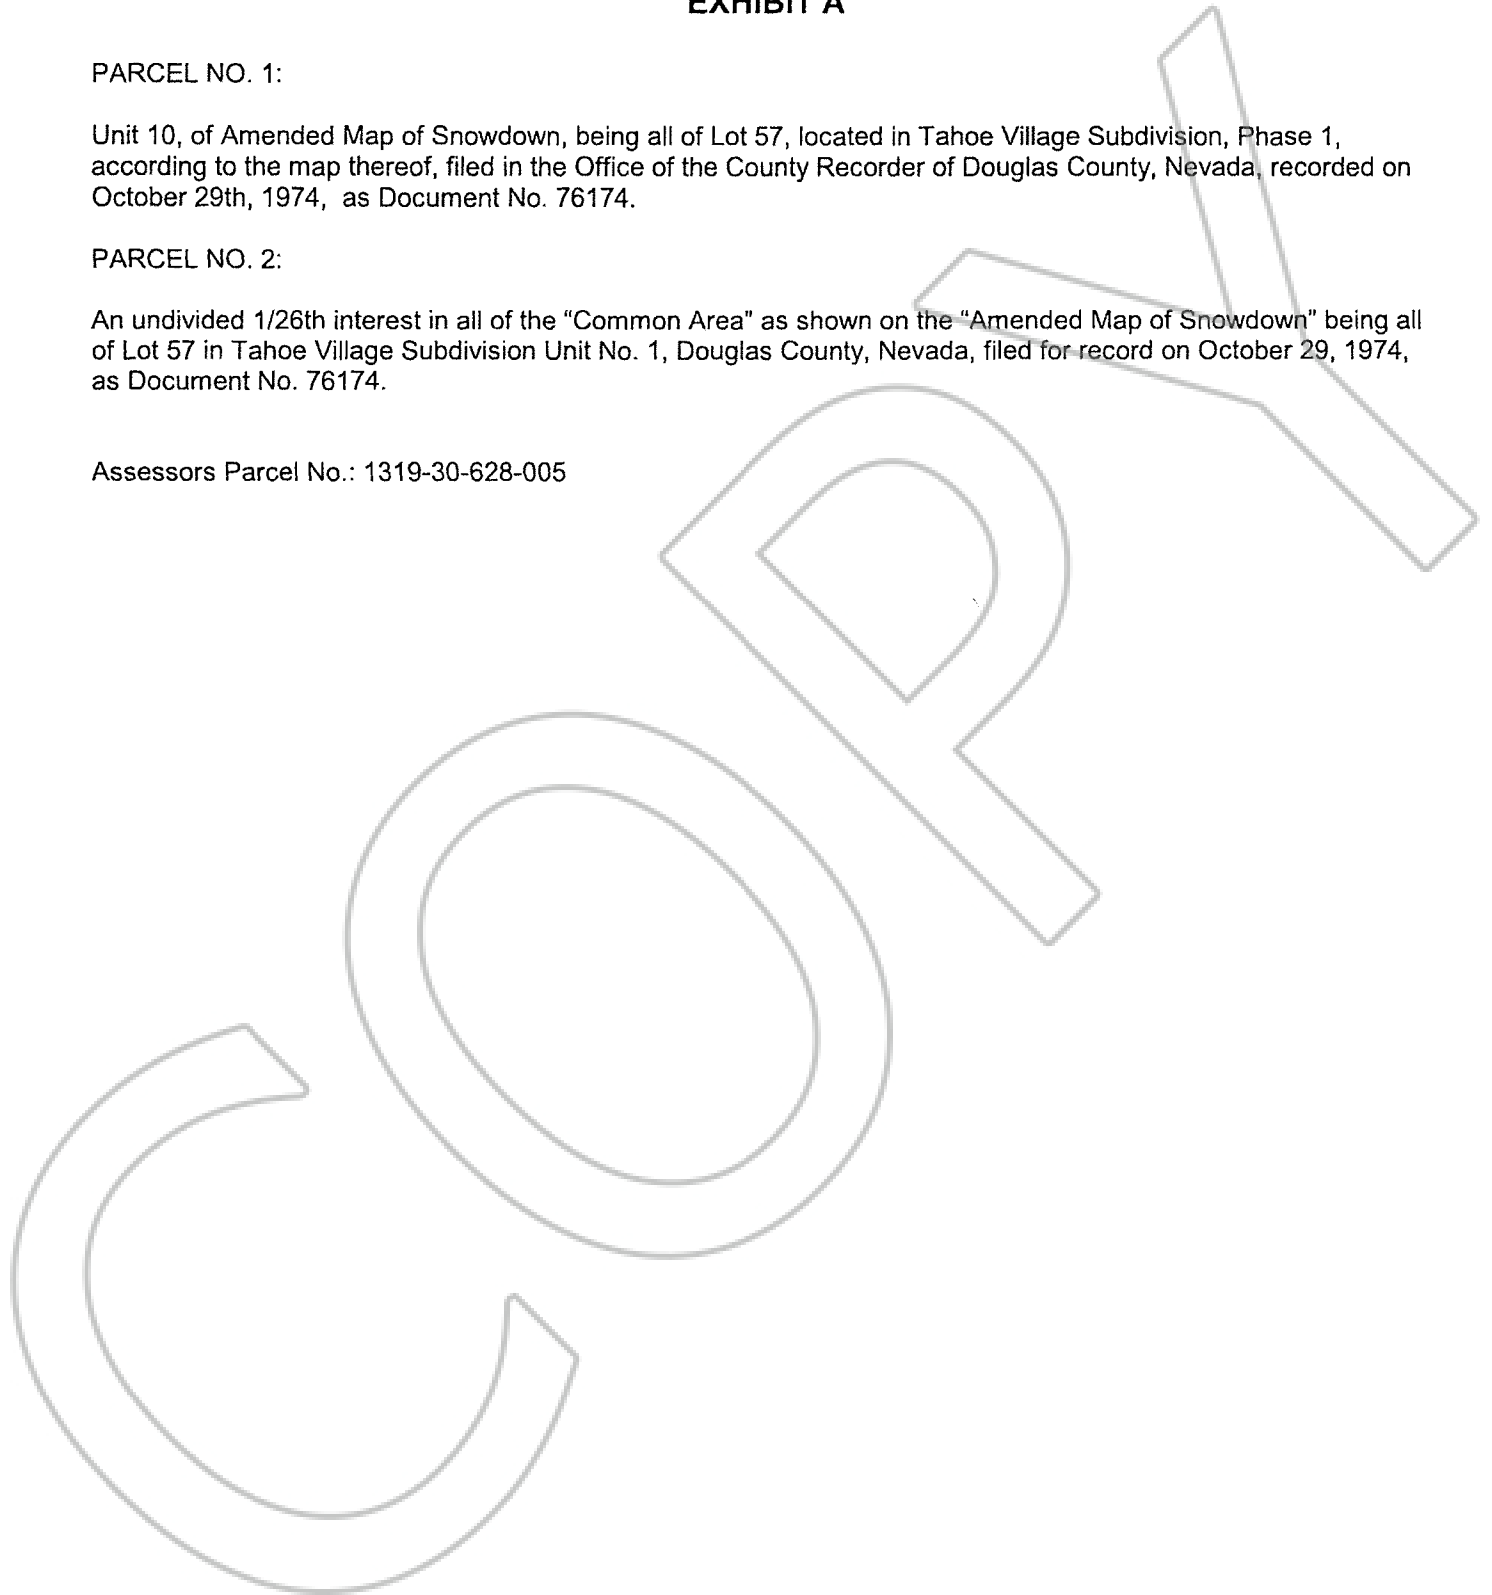 EXHIBIT A
PARCEL NO. 1:
Unit 10, of Amended Map of Snowdown, being all of Lot 57, located in Tahoe Village Subdivision, Phase 1,
according to the map thereof, filed in the Office of the County Recorder of Douglas County, Nevada, recorded on
October 29th, 1974, as Document No. 76174.
PARCEL NO. 2:
An undivided 1/26th interest in all of the “Common Area” as shown on the “Amended Map of Snowdown” being all
of Lot 57 in Tahoe Village Subdivision Unit No. 1, Douglas County, Nevada, filed for record on October 29, 1974,
as Document No. 76174.
Assessors Parcel No.: 1319-30-628-005
COPY